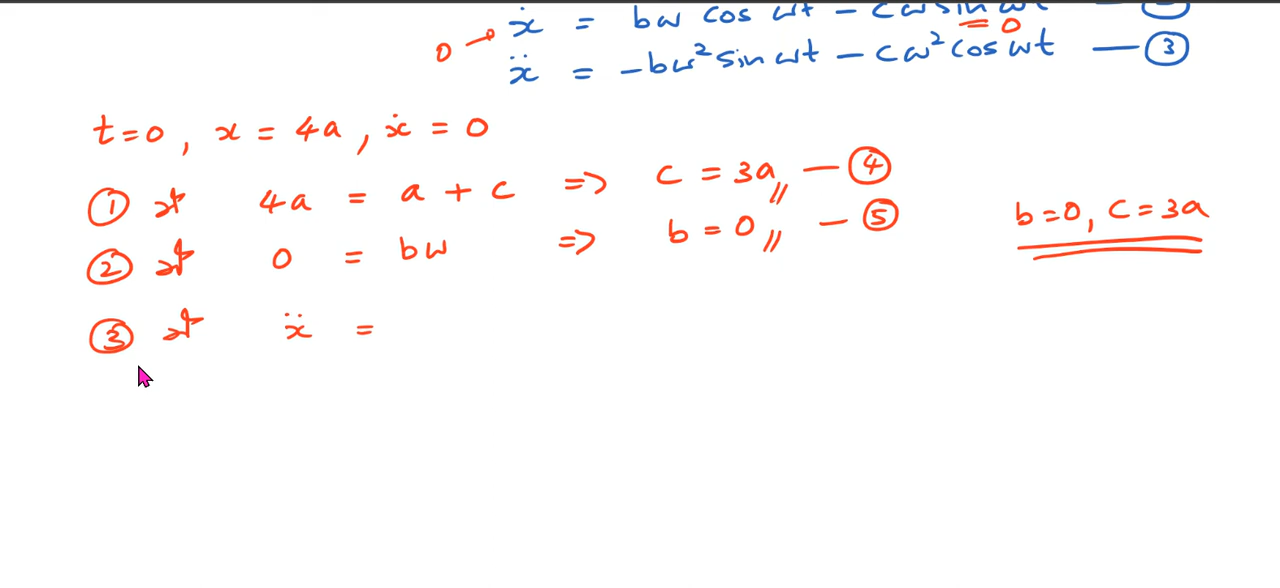 ẋ = bω cos ωt − cω sin ωt — ②
0 → = 0
ẍ = −bω² sin ωt − cω² cos ωt — ③
t = 0, x = 4a, ẋ = 0
① 4a = a + c => c = 3a,, — ④
② 0 = bω => b = 0,, — ⑤
b = 0, c = 3a
③ ẍ =